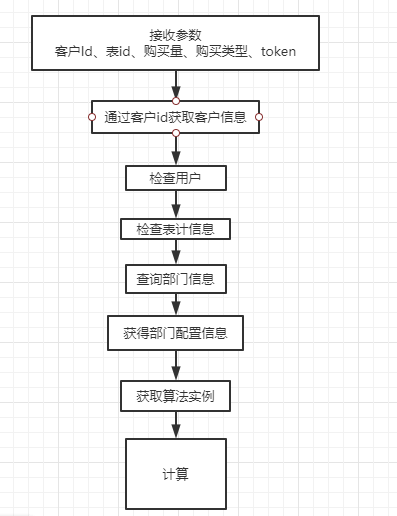 接收参数
客户Id、表id、购买量、购买类型、token
通过客户id获取客户信息
检查用户
检查表计信息
查询部门信息
获得部门配置信息
获取算法实例
计算